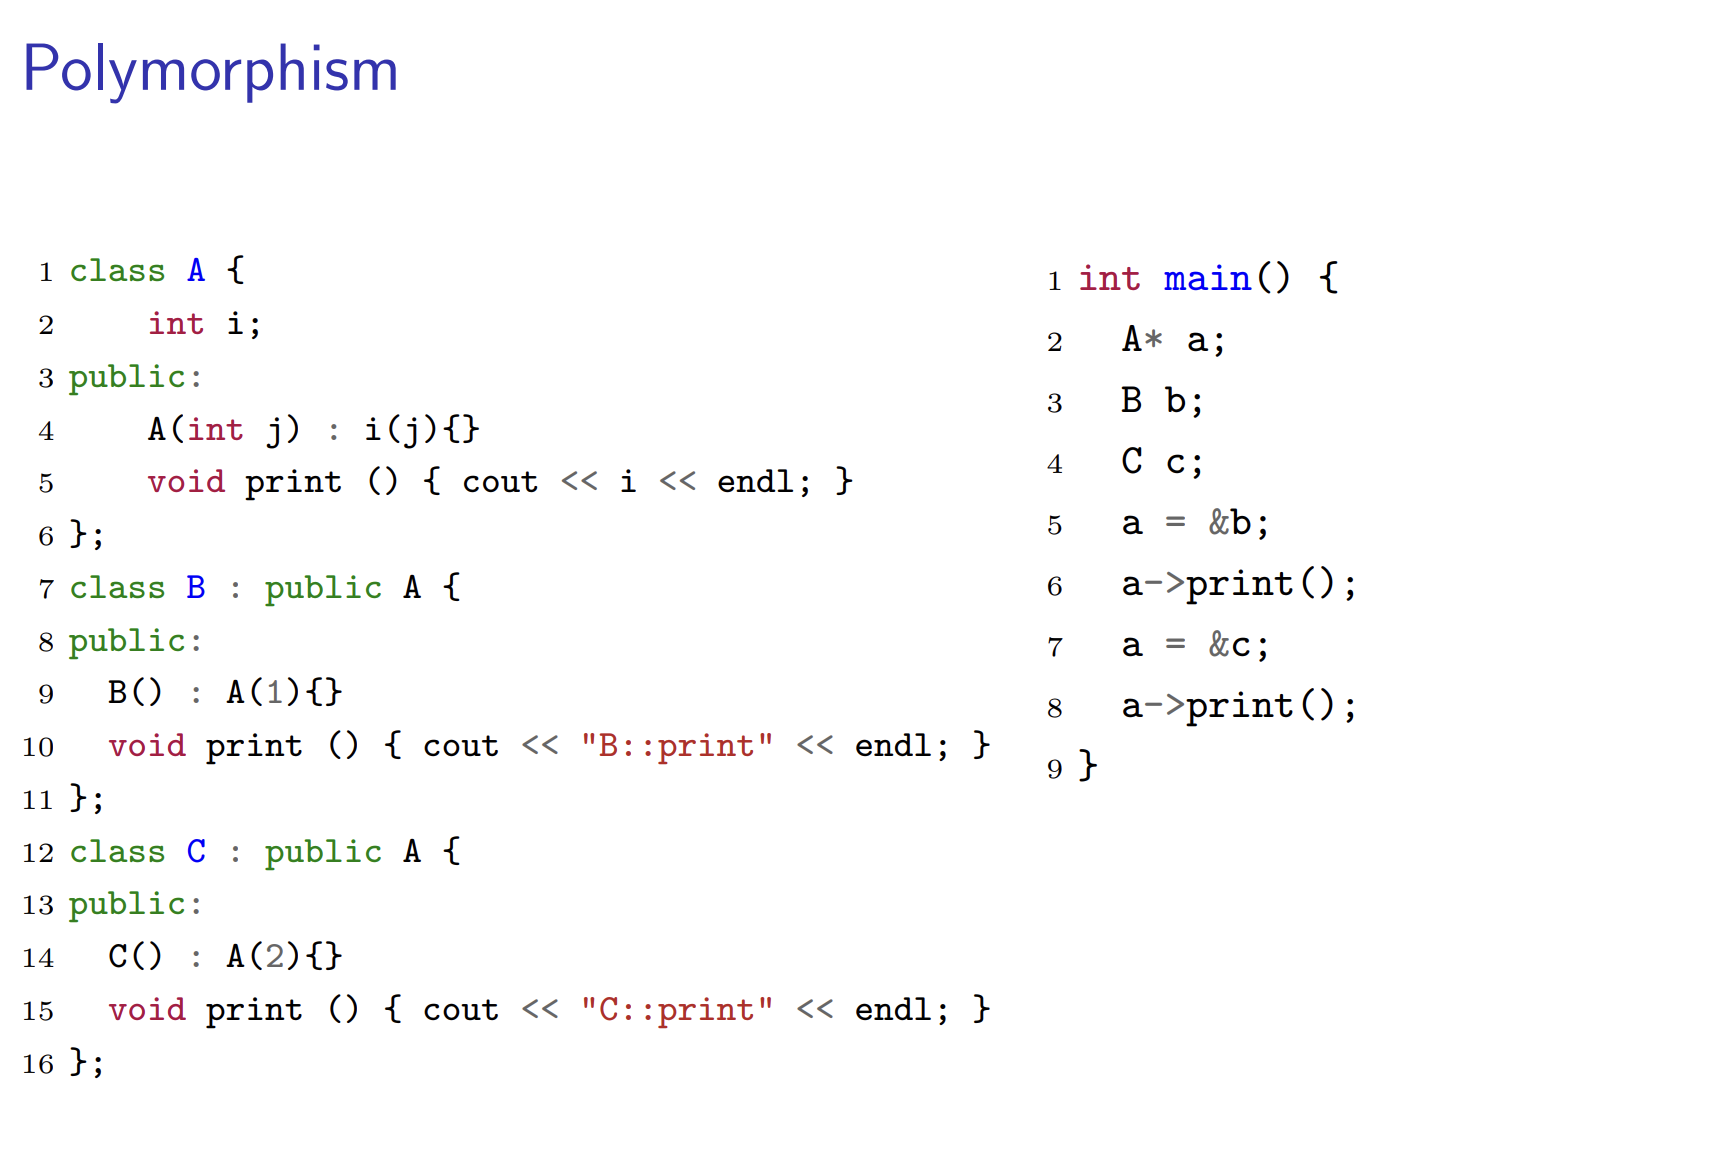 Polymorphism
1 class A {
2     int i;
3 public:
4     A(int j) : i(j){}
5     void print () { cout << i << endl; }
6 };
7 class B : public A {
8 public:
9   B() : A(1){}
10   void print () { cout << "B::print" << endl; }
11 };
12 class C : public A {
13 public:
14   C() : A(2){}
15   void print () { cout << "C::print" << endl; }
16 };
1 int main() {
2   A* a;
3   B b;
4   C c;
5   a = &b;
6   a->print();
7   a = &c;
8   a->print();
9 }